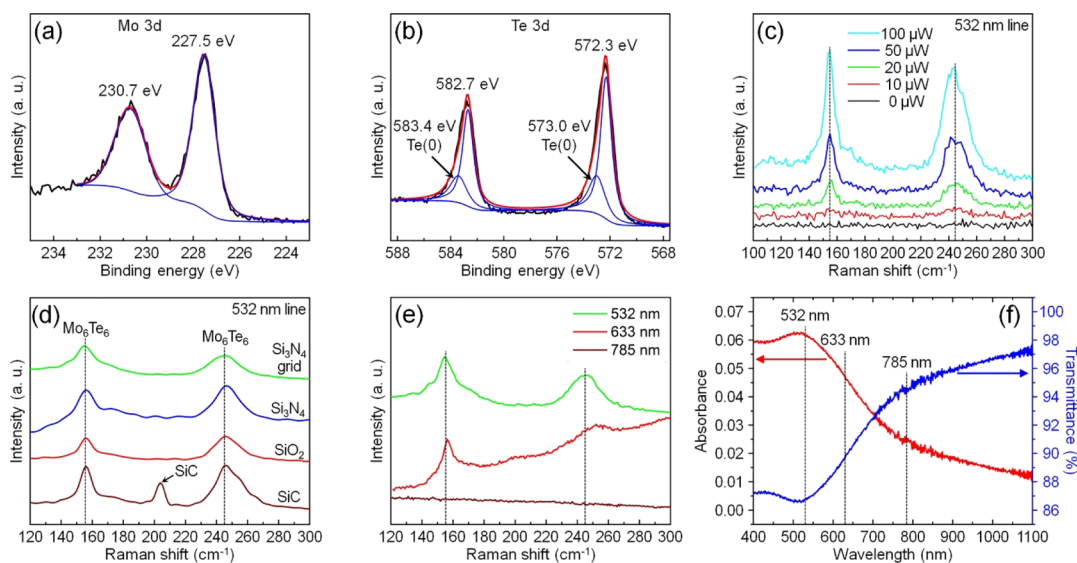 (a)
Mo 3d
227.5 eV
230.7 eV
Intensity (a. u.)
234 232 230 228 226 224
Binding energy (eV)
(b)
Te 3d
572.3 eV
582.7 eV
583.4 eV
Te(0)
573.0 eV
Te(0)
Intensity (a. u.)
588 584 580 576 572 568
Binding energy (eV)
(c)
532 nm line
100 µW
50 µW
20 µW
10 µW
0 µW
Intensity (a. u.)
100 120 140 160 180 200 220 240 260 280 300
Raman shift (cm⁻¹)
(d)
532 nm line
Mo₆Te₆
Mo₆Te₆
Si₃N₄
grid
Si₃N₄
SiO₂
SiC
SiC
Intensity (a. u.)
120 140 160 180 200 220 240 260 280 300
Raman shift (cm⁻¹)
(e)
532 nm
633 nm
785 nm
Intensity (a. u.)
120 140 160 180 200 220 240 260 280 300
Raman shift (cm⁻¹)
(f)
532 nm
633 nm
785 nm
Absorbance
0.07
0.06
0.05
0.04
0.03
0.02
0.01
0.00
400 500 600 700 800 900 1000 1100
Wavelength (nm)
100
98
96
94
92
90
88
86
Transmittance (%)